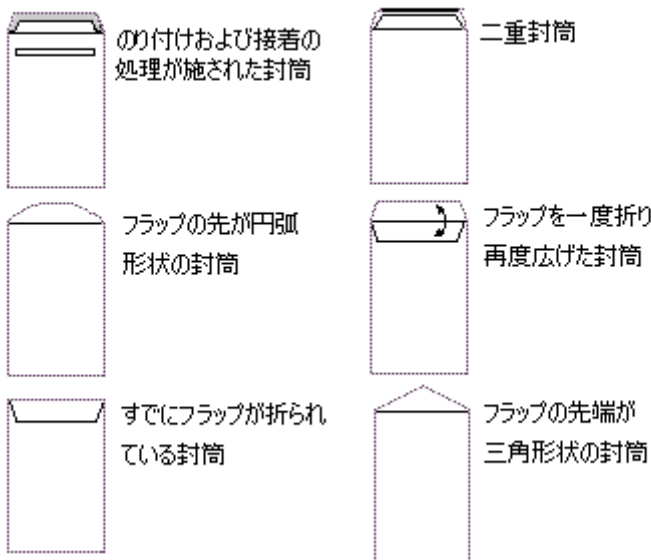 のり付けおよび接着の
処理が施された封筒
二重封筒
フラップの先が円弧
形状の封筒
フラップを一度折り
再度広げた封筒
すでにフラップが折られ
ている封筒
フラップの先端が
三角形状の封筒